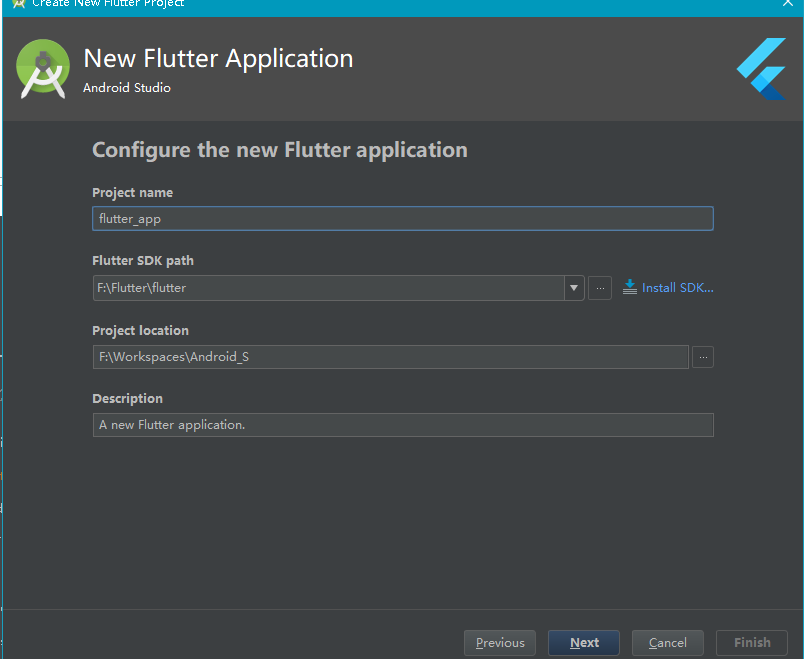 Create New Flutter Project
New Flutter Application
Android Studio
Configure the new Flutter application
Project name
flutter_app
Flutter SDK path
F:\Flutter\flutter
... Install SDK...
Project location
F:\Workspaces\Android_S
...
Description
A new Flutter application.
Previous Next Cancel Finish